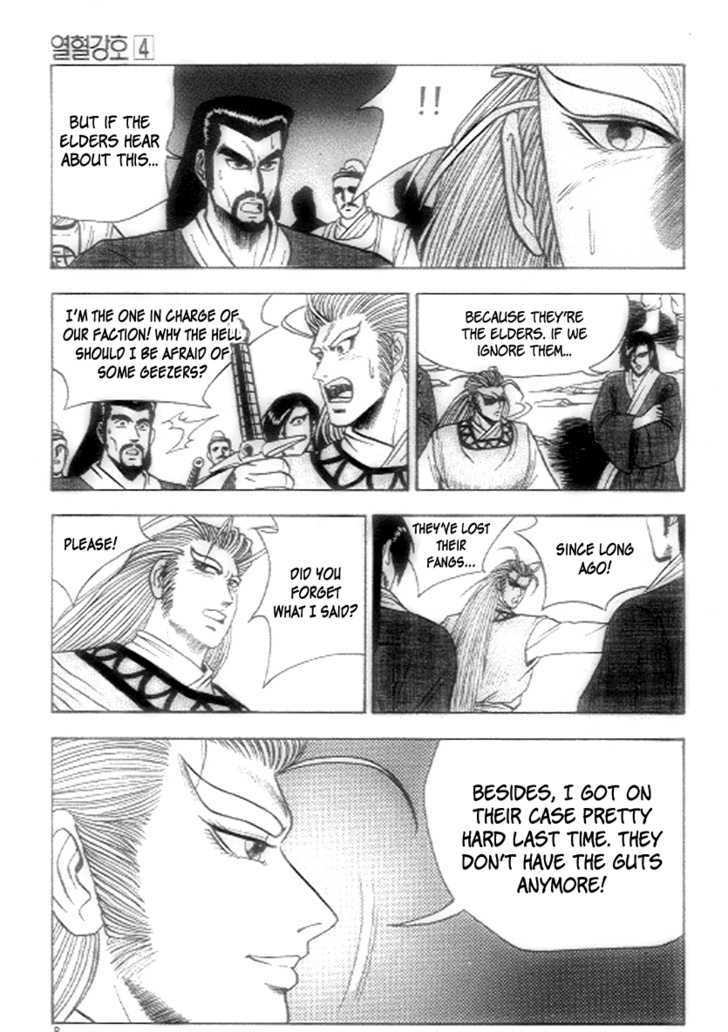 열혈강호 4
BUT IF THE
ELDERS HEAR
ABOUT THIS...
!!
I'M THE ONE IN CHARGE OF
OUR FACTION! WHY THE HELL
SHOULD I BE AFRAID OF
SOME GEEZERS?
BECAUSE THEY'RE
THE ELDERS. IF WE
IGNORE THEM...
PLEASE!
DID YOU
FORGET
WHAT I SAID?
THEY'VE LOST
THEIR
FANGS...
SINCE LONG
AGO!
BESIDES, I GOT ON
THEIR CASE PRETTY
HARD LAST TIME. THEY
DON'T HAVE THE GUTS
ANYMORE!